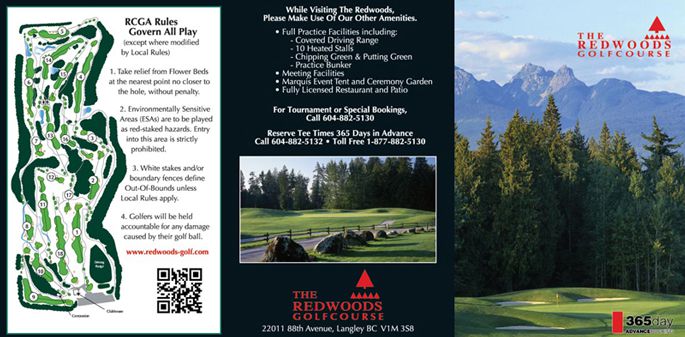 RCGA Rules
Govern All Play
(except where modified
by Local Rules)
1. Take relief from Flower Beds
at the nearest point no closer to
the hole, without penalty.
2. Environmentally Sensitive
Areas (ESAs) are to be played
as red-staked hazards. Entry
into this area is strictly
prohibited.
3. White stakes and/or
boundary fences define
Out-Of-Bounds unless
Local Rules apply.
4. Golfers will be held
accountable for any damage
caused by their golf ball.
www.redwoods-golf.com
Driving
Range
Clubhouse
While Visiting The Redwoods,
Please Make Use Of Our Other Amenities.
• Full Practice Facilities including:
- Covered Driving Range
- 10 Heated Stalls
- Chipping Green & Putting Green
- Practice Bunker
• Meeting Facilities
• Marquis Event Tent and Ceremony Garden
• Fully Licensed Restaurant and Patio
For Tournament or Special Bookings,
Call 604-882-5130
Reserve Tee Times 365 Days in Advance
Call 604-882-5132 • Toll Free 1-877-882-5130
THE
REDWOODS
GOLFCOURSE
22011 88th Avenue, Langley BC V1M 3S8
THE
REDWOODS
GOLFCOURSE
365day